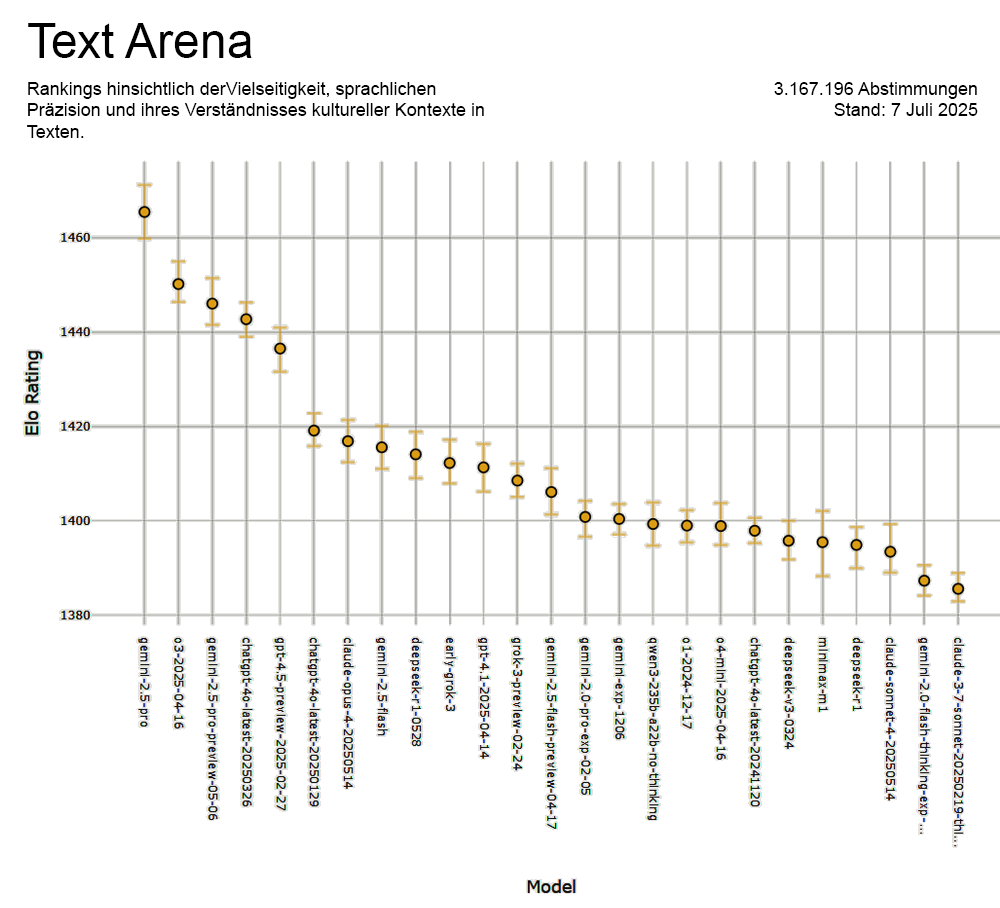 Text Arena
Rankings hinsichtlich derVielseitigkeit, sprachlichen
Präzision und ihres Verständnisses kultureller Kontexte in
Texten.
3.167.196 Abstimmungen
Stand: 7 Juli 2025
Elo Rating
1460
1440
1420
1400
1380
gemini-2.5-pro
o3-2025-04-16
gemini-2.5-pro-preview-05-06
chatgpt-4o-latest-20250326
gpt-4.5-preview-2025-02-27
chatgpt-4o-latest-20250129
claude-opus-4-20250514
gemini-2.5-flash
deepseek-r1-0528
early-grok-3
gpt-4.1-2025-04-14
grok-3-preview-02-24
gemini-2.5-flash-preview-04-17
gemini-2.0-pro-exp-02-05
gemini-exp-1206
qwen3-235b-a22b-no-thinking
o1-2024-12-17
o4-mini-2025-04-16
chatgpt-4o-latest-20241120
deepseek-v3-0324
minimax-m1
deepseek-r1
claude-sonnet-4-20250514
gemini-2.0-flash-thinking-exp-...
claude-3-7-sonnet-20250219-thi...
Model